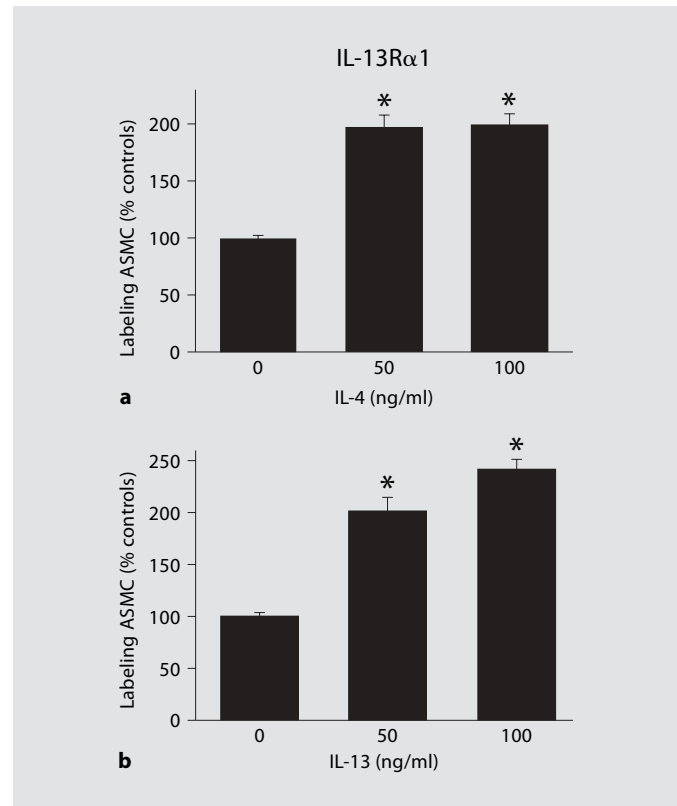 IL-13Rα1
Labeling ASMC (% controls)
200
150
100
50
0
* *
0 50 100
IL-4 (ng/ml)
a
Labeling ASMC (% controls)
250
200
150
100
50
0
* *
0 50 100
IL-13 (ng/ml)
b